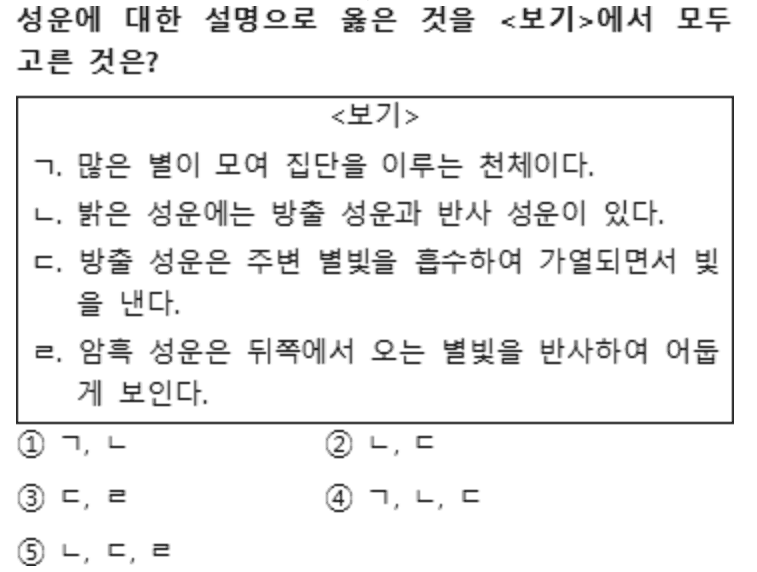 성운에 대한 설명으로 옳은 것을 <보기>에서 모두
고른 것은?
<보기>
ㄱ. 많은 별이 모여 집단을 이루는 천체이다.
ㄴ. 밝은 성운에는 방출 성운과 반사 성운이 있다.
ㄷ. 방출 성운은 주변 별빛을 흡수하여 가열되면서 빛
을 낸다.
ㄹ. 암흑 성운은 뒤쪽에서 오는 별빛을 반사하여 어둡
게 보인다.
① ㄱ, ㄴ ② ㄴ, ㄷ
③ ㄷ, ㄹ ④ ㄱ, ㄴ, ㄷ
⑤ ㄴ, ㄷ, ㄹ